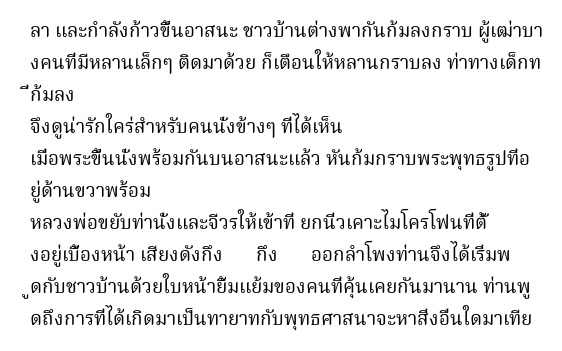 ลา และกำลังก้าวขึ้นอาสนะ ชาวบ้านต่างพากันก้มลงกราบ ผู้เฒ่าบา
งคนที่มีหลานเล็กๆ ติดมาด้วย ก็เตือนให้หลานกราบลง ท่าทางเด็กท
ี่ก้มลง
จึงดูน่ารักใคร่สำหรับคนนั่งข้างๆ ที่ได้เห็น
เมื่อพระขึ้นนั่งพร้อมกันบนอาสนะแล้ว หันก้มกราบพระพุทธรูปที่อ
ยู่ด้านขวาพร้อม
หลวงพ่อขยับท่านั่งและจีวรให้เข้าที่ ยกนิ้วเคาะไมโครโฟนที่ตั้
งอยู่เบื้องหน้า เสียงดังกึง กึง ออกลำโพงท่านจึงได้เริ่มพ
ูดกับชาวบ้านด้วยใบหน้ายิ้มแย้มของคนที่คุ้นเคยกันมานาน ท่านพู
ดถึงการที่ได้เกิดมาเป็นทายาทกับพุทธศาสนาจะหาสิ่งอื่นใดมาเทีย